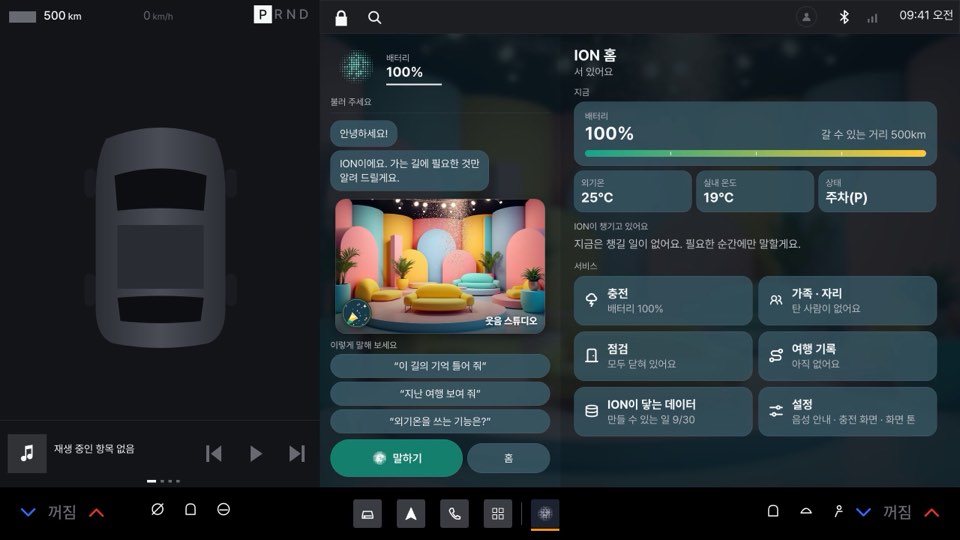 500 km
0 km/h
P R N D
09:41 오전
배터리
100%
불러 주세요
안녕하세요!
ION이에요. 가는 길에 필요한 것만
알려 드릴게요.
웃음 스튜디오
이렇게 말해 보세요
“이 길의 기억 틀어 줘”
“지난 여행 보여 줘”
“외기온을 쓰는 기능은?”
말하기
홈
ION 홈
서 있어요
지금
배터리
100%
갈 수 있는 거리 500km
외기온
25°C
실내 온도
19°C
상태
주차(P)
ION이 챙기고 있어요
지금은 챙길 일이 없어요. 필요한 순간에만 말할게요.
서비스
충전
배터리 100%
가족 · 자리
탄 사람이 없어요
점검
모두 닫혀 있어요
여행 기록
아직 없어요
ION이 닿는 데이터
만들 수 있는 일 9/30
설정
음성 안내 · 충전 화면 · 화면 톤
재생 중인 항목 없음
꺼짐
꺼짐